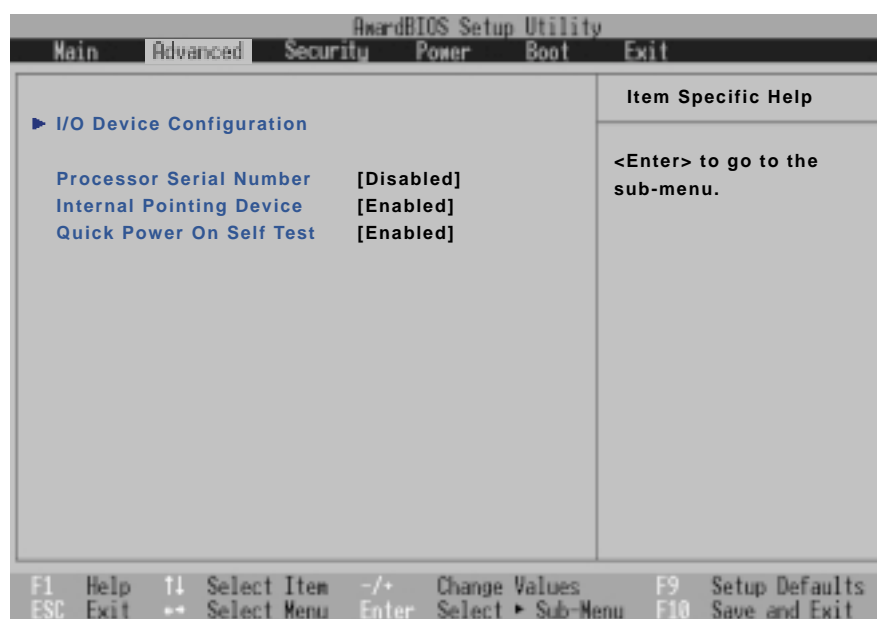 AwardBIOS Setup Utility
Main Advanced Security Power Boot Exit
Item Specific Help
▶ I/O Device Configuration
<Enter> to go to the
sub-menu.
Processor Serial Number [Disabled]
Internal Pointing Device [Enabled]
Quick Power On Self Test [Enabled]
F1 Help ↑↓ Select Item -/+ Change Values F9 Setup Defaults
ESC Exit ←→ Select Menu Enter Select ▶ Sub-Menu F10 Save and Exit